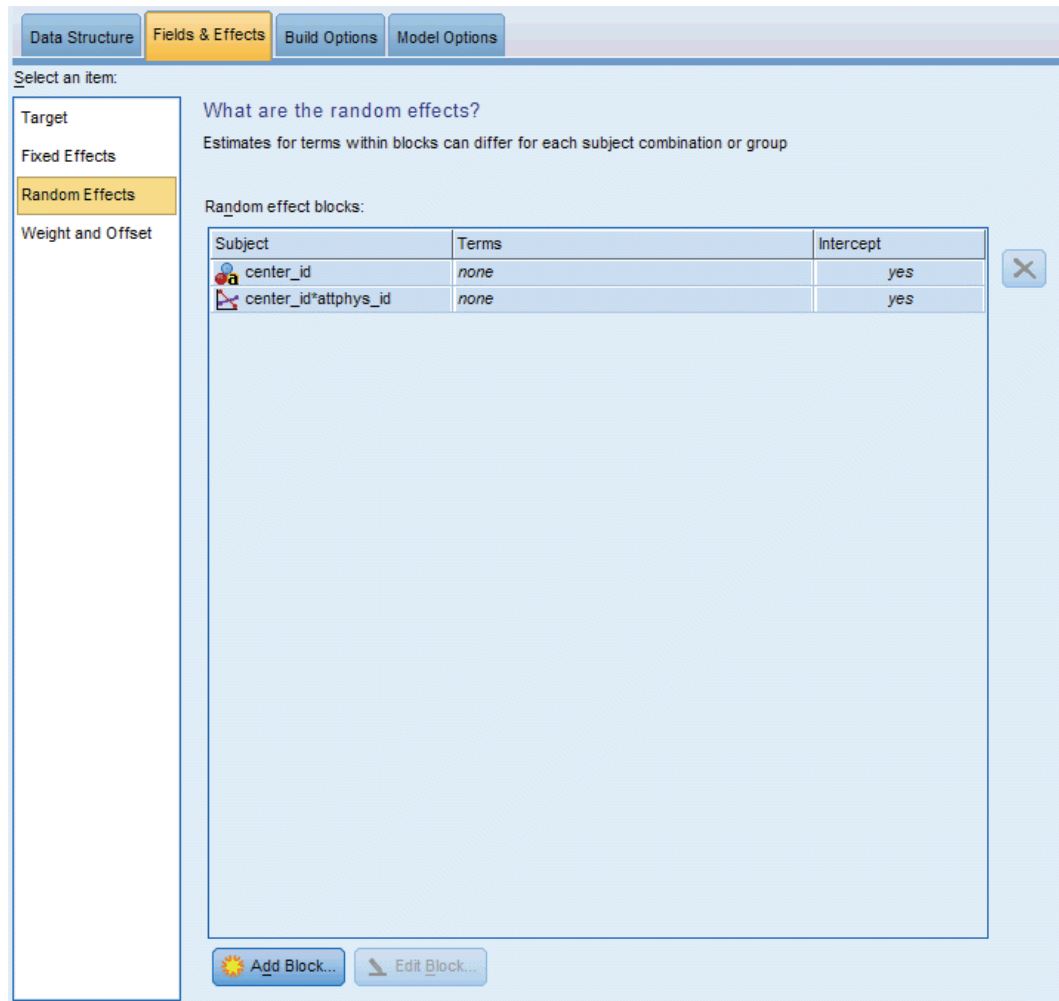 Data Structure Fields & Effects Build Options Model Options
Select an item:
Target
Fixed Effects
Random Effects
Weight and Offset
What are the random effects?
Estimates for terms within blocks can differ for each subject combination or group
Random effect blocks:
Subject Terms Intercept
center_id none yes
center_id*attphys_id none yes
Add Block... Edit Block...